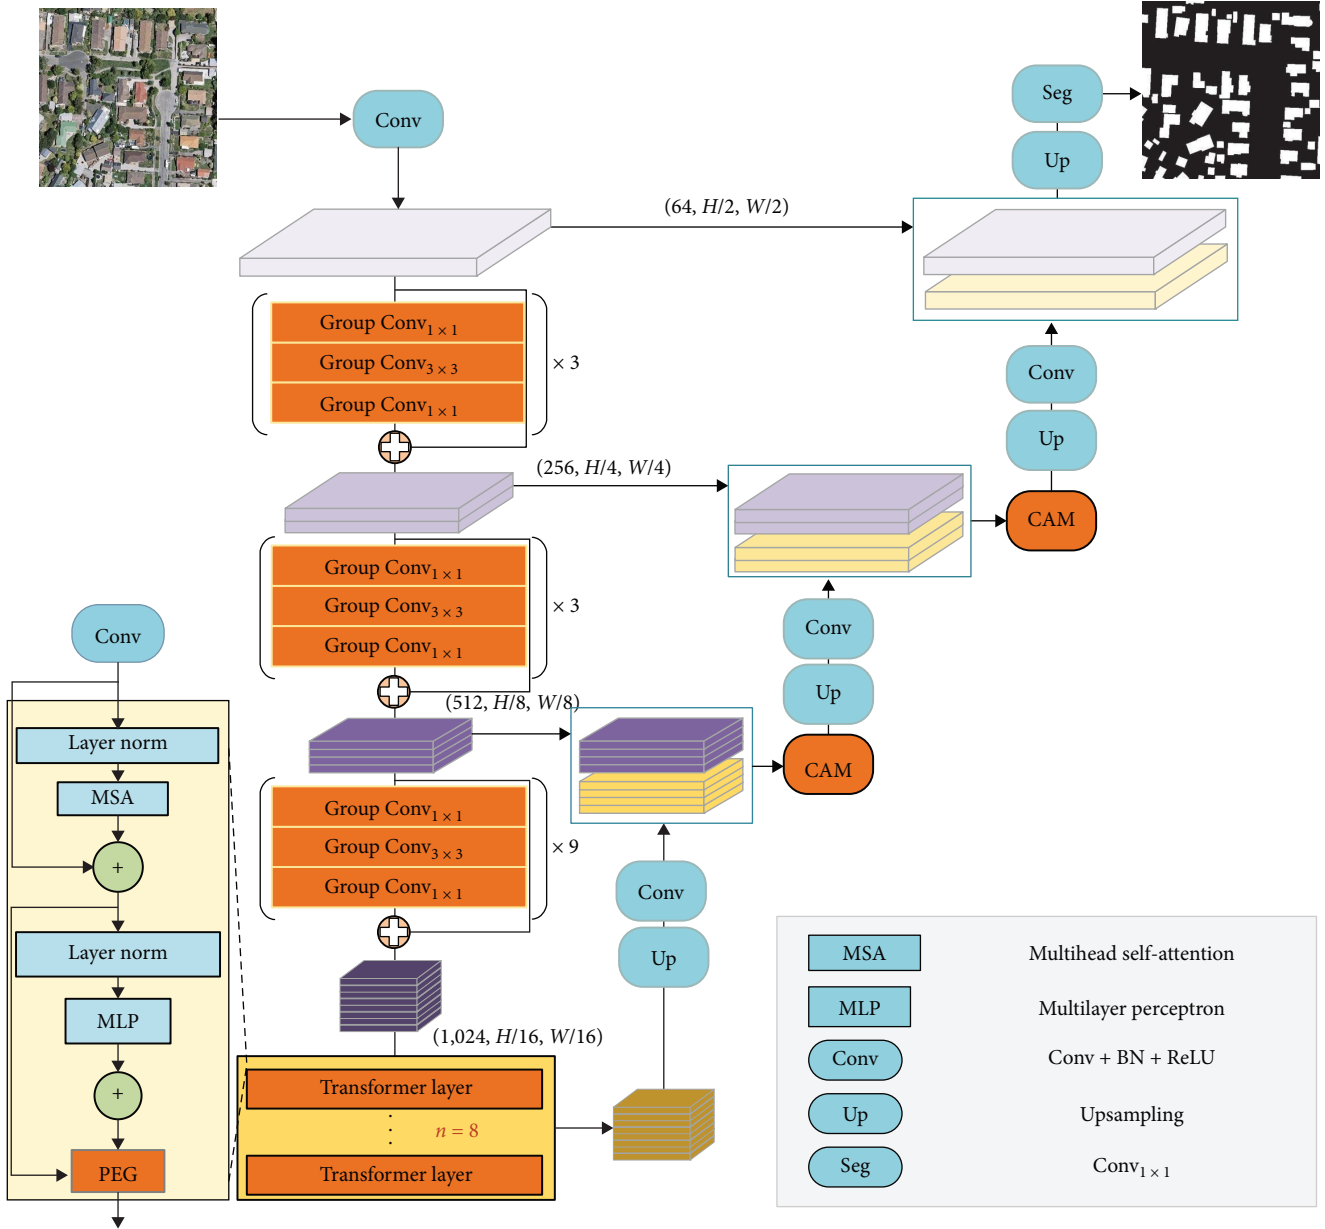 Conv
Seg
Up
(64, H/2, W/2)
Group Conv1 × 1
Group Conv3 × 3
Group Conv1 × 1
× 3
Conv
Up
(256, H/4, W/4)
CAM
Group Conv1 × 1
Group Conv3 × 3
Group Conv1 × 1
× 3
Conv
Up
(512, H/8, W/8)
CAM
Group Conv1 × 1
Group Conv3 × 3
Group Conv1 × 1
× 9
Conv
Up
(1,024, H/16, W/16)
Transformer layer
n = 8
Transformer layer
Conv
Layer norm
MSA
+
Layer norm
MLP
+
PEG
MSA Multihead self-attention
MLP Multilayer perceptron
Conv Conv + BN + ReLU
Up Upsampling
Seg Conv1 × 1